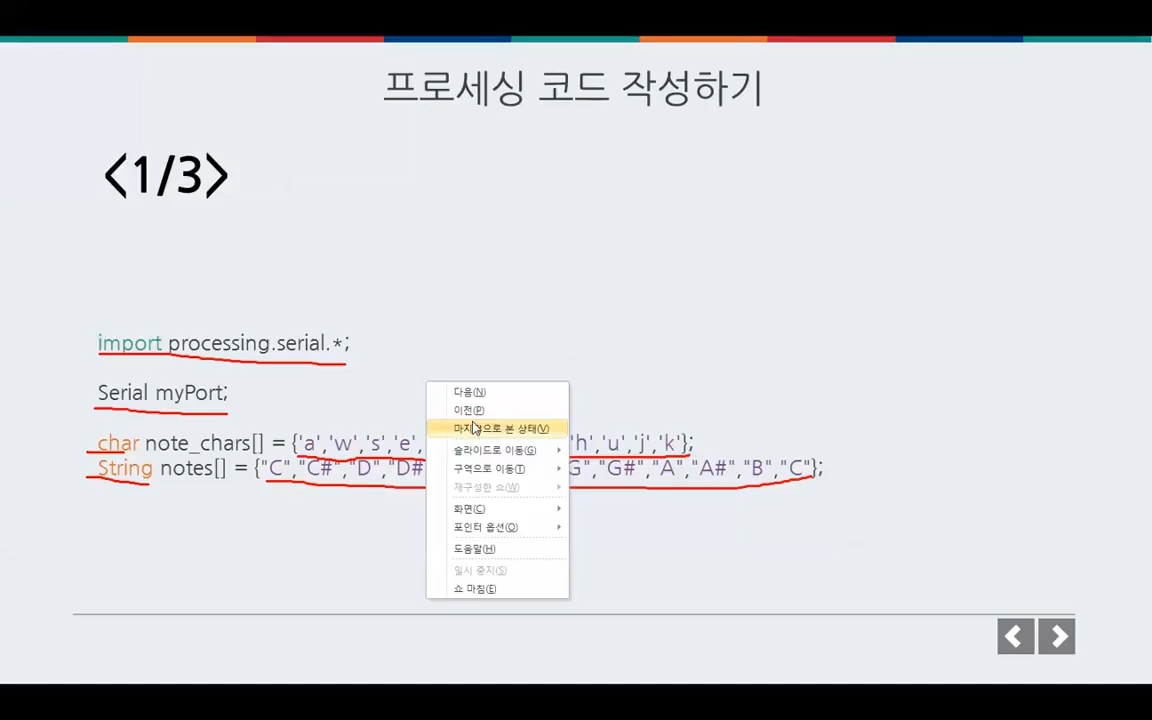 프로세싱 코드 작성하기
<1/3>
import processing.serial.*;
Serial myPort;
char note_chars[] = {'a','w','s','e', 'h','u','j','k'};
String notes[] = {"C","C#","D","D# G","G#","A","A#","B","C"};
다음(N)
이전(P)
마지막으로 본 상태(V)
슬라이드로 이동(G)
구역으로 이동(T)
재구성한 쇼(W)
화면(C)
포인터 옵션(O)
도움말(H)
일시 중지(S)
쇼 마침(E)